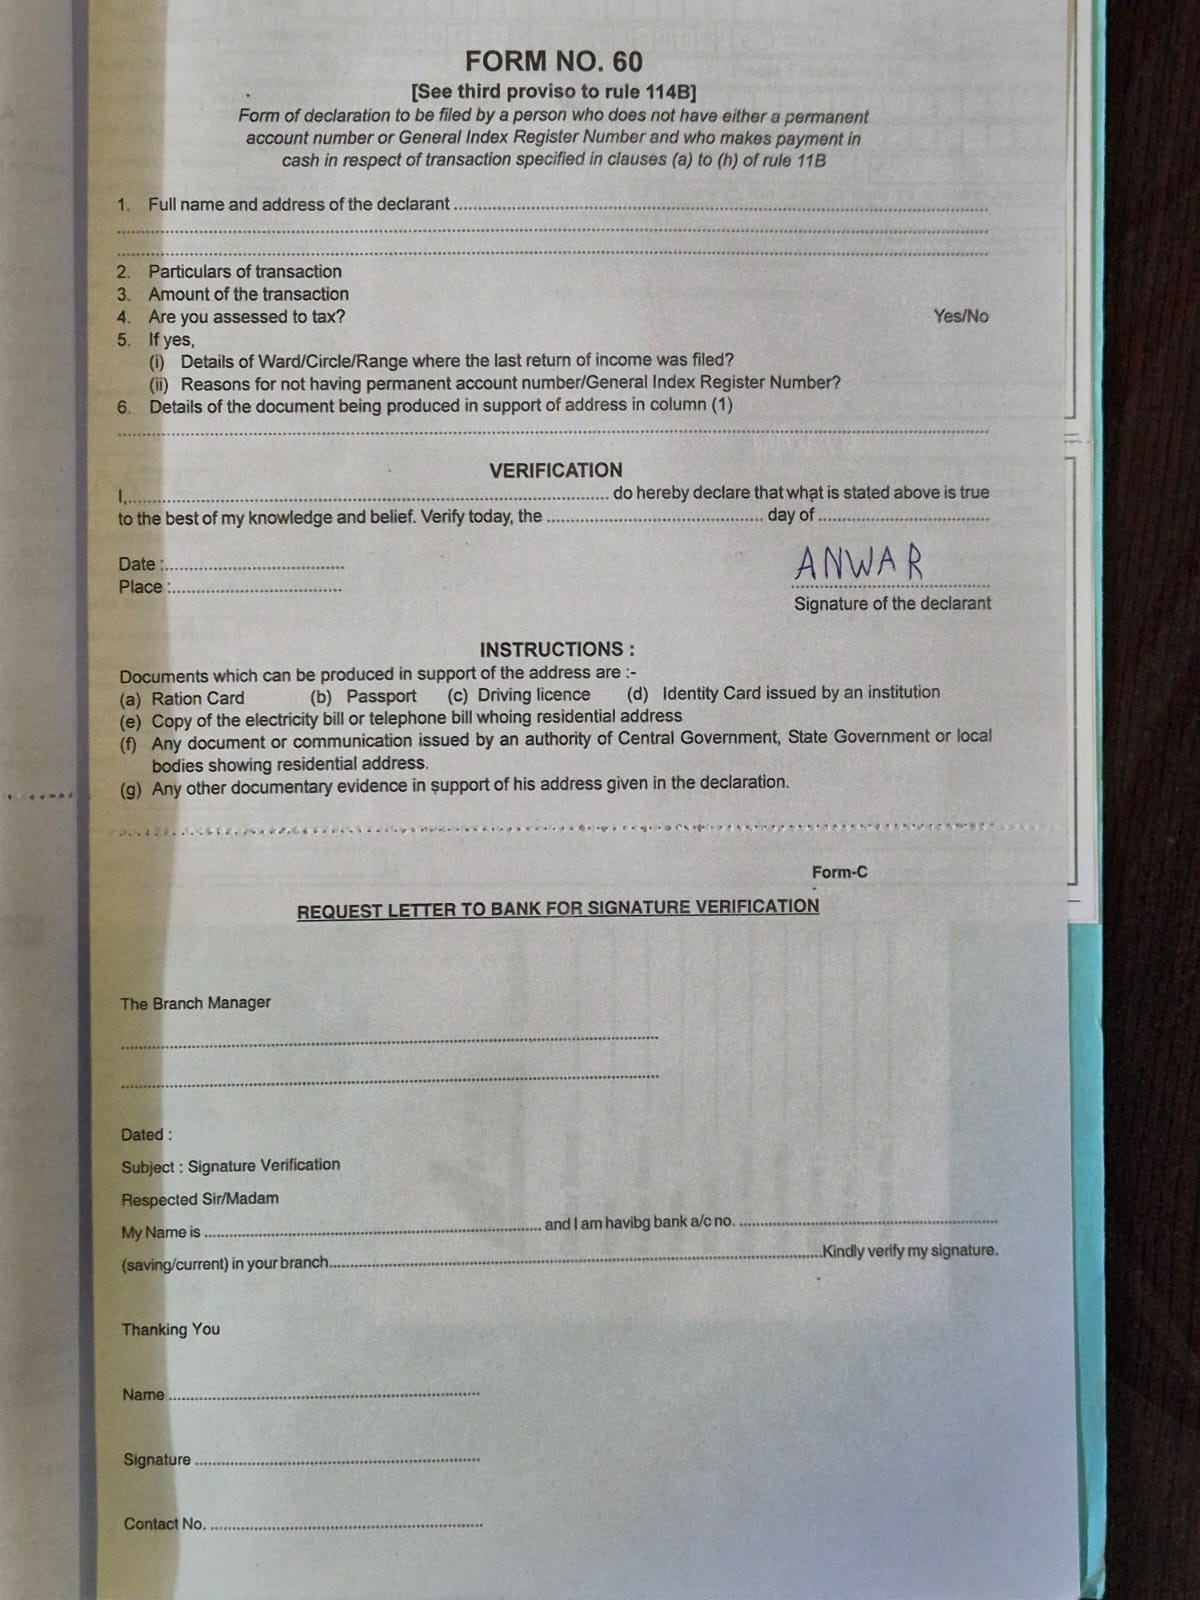 FORM NO. 60
[See third proviso to rule 114B]
Form of declaration to be filed by a person who does not have either a permanent
account number or General Index Register Number and who makes payment in
cash in respect of transaction specified in clauses (a) to (h) of rule 11B
1. Full name and address of the declarant
2. Particulars of transaction
3. Amount of the transaction
4. Are you assessed to tax? Yes/No
5. If yes,
(i) Details of Ward/Circle/Range where the last return of income was filed?
(ii) Reasons for not having permanent account number/General Index Register Number?
6. Details of the document being produced in support of address in column (1)
VERIFICATION
I,.......... do hereby declare that what is stated above is true
to the best of my knowledge and belief. Verify today, the .......... day of ..........
Date :..........
ANWAR
Place :..........
Signature of the declarant
INSTRUCTIONS :
Documents which can be produced in support of the address are :-
(a) Ration Card (b) Passport (c) Driving licence (d) Identity Card issued by an institution
(e) Copy of the electricity bill or telephone bill whoing residential address
(f) Any document or communication issued by an authority of Central Government, State Government or local
bodies showing residential address.
(g) Any other documentary evidence in support of his address given in the declaration.
Form-C
REQUEST LETTER TO BANK FOR SIGNATURE VERIFICATION
The Branch Manager
Dated :
Subject : Signature Verification
Respected Sir/Madam
My Name is .......... and I am havibg bank a/c no. ..........
(saving/current) in your branch..........Kindly verify my signature.
Thanking You
Name ..........
Signature ..........
Contact No. ..........